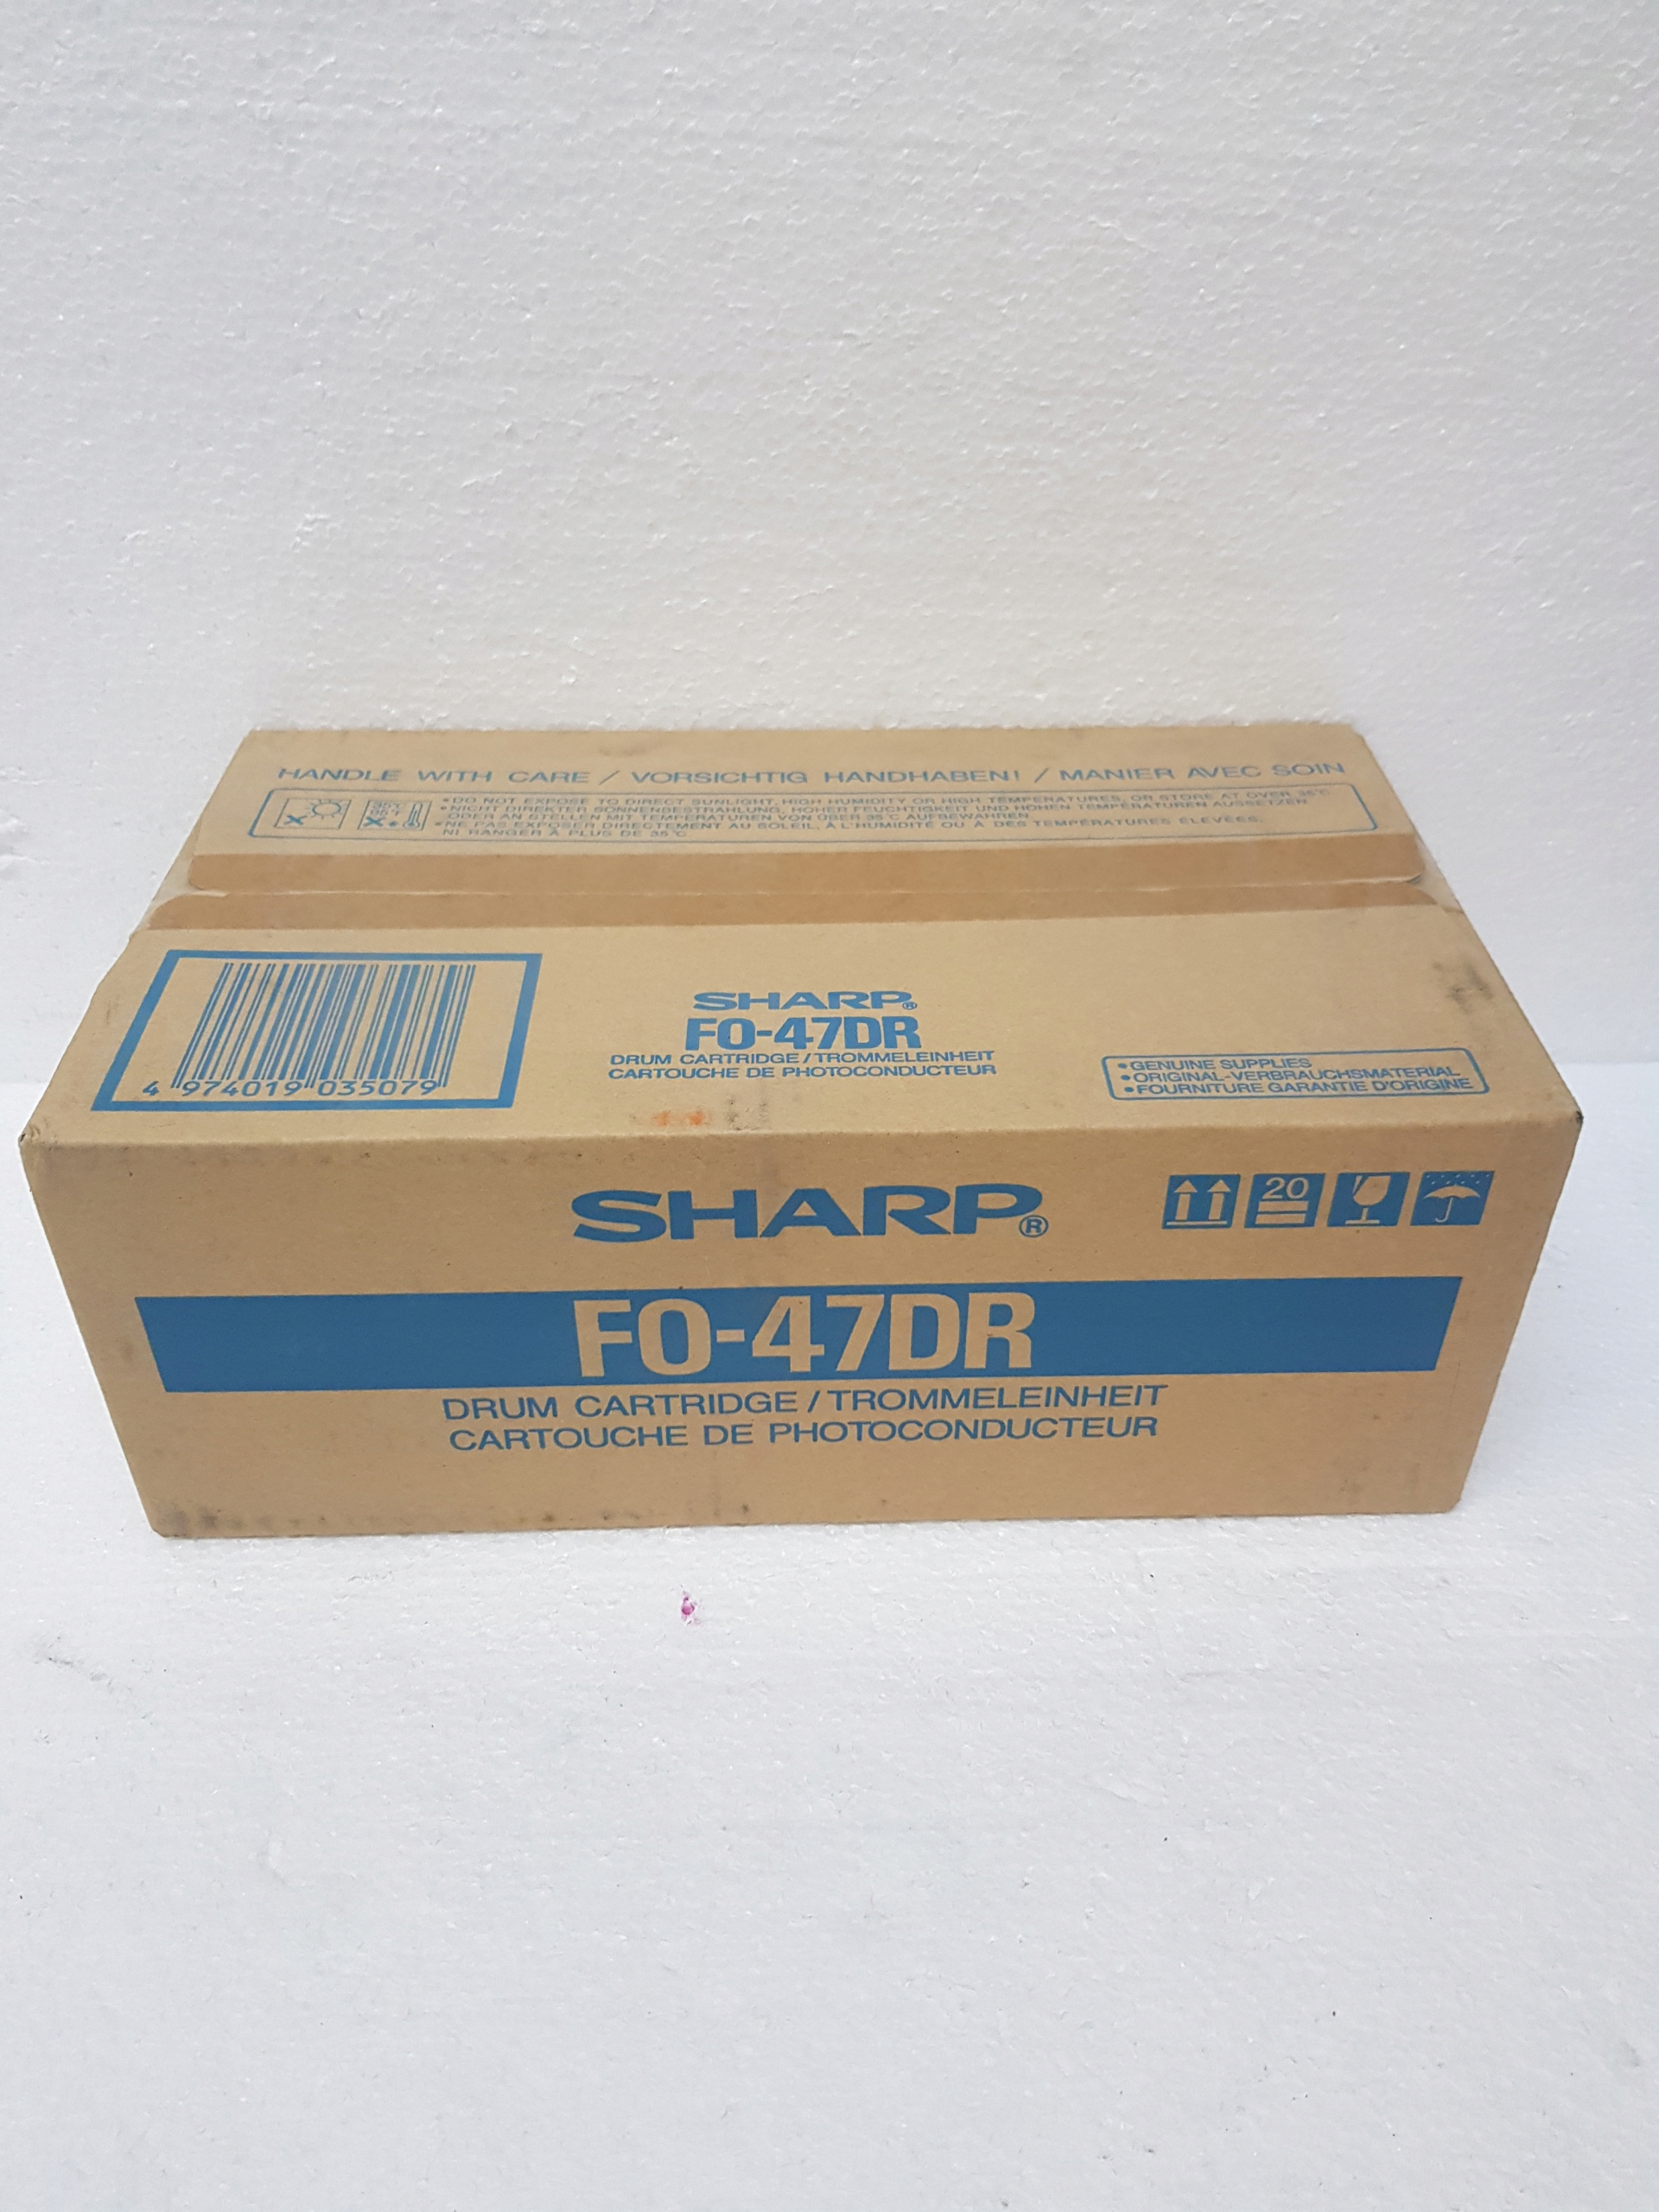 HANDLE WITH CARE / VORSICHTIG HANDHABEN! / MANIER AVEC SOIN
35°C
95°F
•DO NOT EXPOSE TO DIRECT SUNLIGHT, HIGH HUMIDITY OR HIGH TEMPERATURES, OR STORE AT OVER 35°C
•NICHT DIREKTER SONNENBESTRAHLUNG, HOHER FEUCHTIGKEIT UND HOHEN TEMPERATUREN AUSSETZEN
ODER AN STELLEN MIT TEMPERATUREN VON ÜBER 35°C AUFBEWAHREN.
•NE PAS EXPOSER DIRECTEMENT AU SOLEIL, À L'HUMIDITÉ OU À DES TEMPÉRATURES ÉLEVÉES.
NI RANGER À PLUS DE 35°C
4 974019 035079
SHARP®
FO-47DR
DRUM CARTRIDGE / TROMMELEINHEIT
CARTOUCHE DE PHOTOCONDUCTEUR
•GENUINE SUPPLIES
•ORIGINAL-VERBRAUCHSMATERIAL
•FOURNITURE GARANTIE D'ORIGINE
SHARP®
20
FO-47DR
DRUM CARTRIDGE / TROMMELEINHEIT
CARTOUCHE DE PHOTOCONDUCTEUR